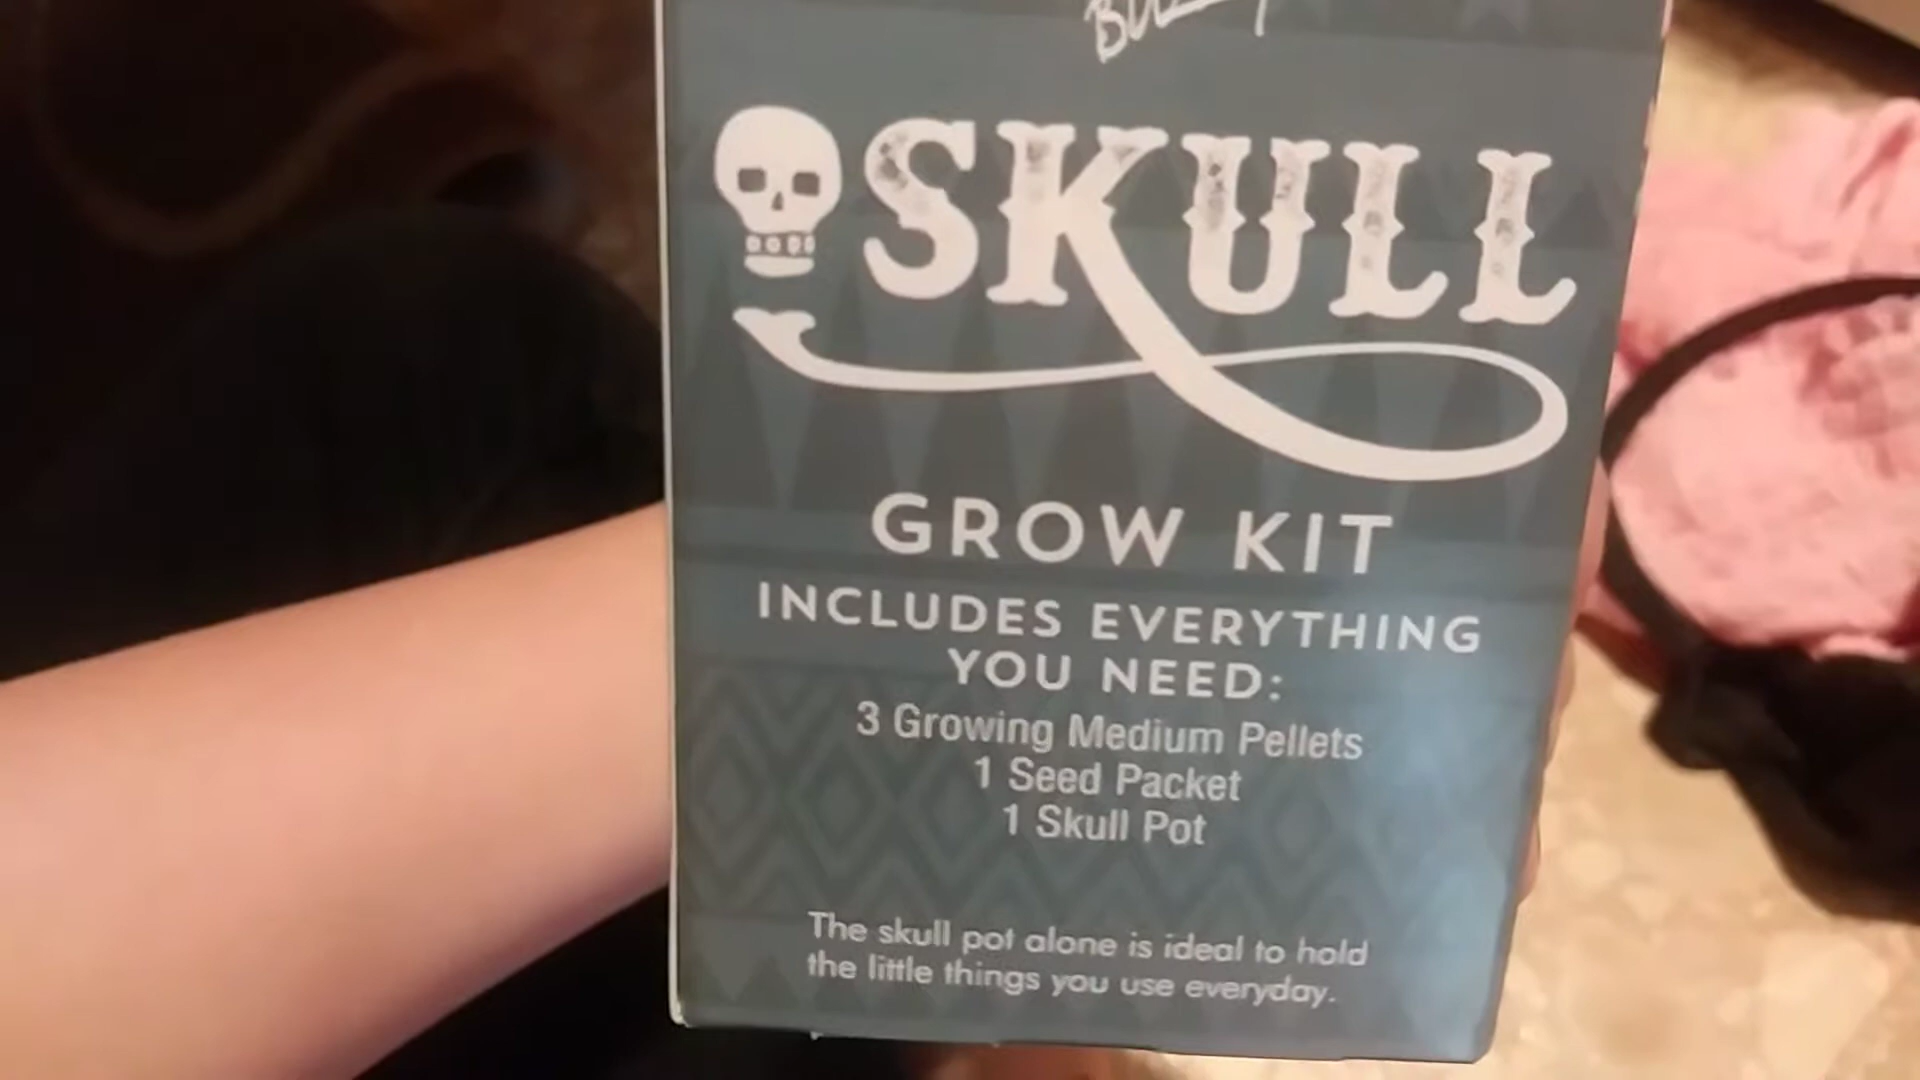 SKULL
GROW KIT
INCLUDES EVERYTHING
YOU NEED:
3 Growing Medium Pellets
1 Seed Packet
1 Skull Pot
The skull pot alone is ideal to hold
the little things you use everyday.